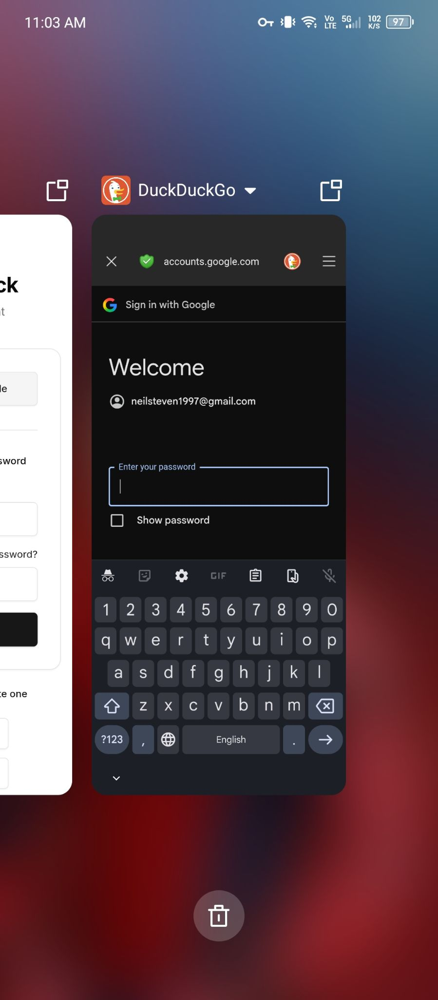 11:03 AM
Vo
LTE
5G
102
K/S
97
DuckDuckGo
ck
t
le
sword
ssword?
te one
accounts.google.com
Sign in with Google
Welcome
neilsteven1997@gmail.com
Enter your password
Show password
GIF
1 2 3 4 5 6 7 8 9 0
q w e r t y u i o p
a s d f g h j k l
z x c v b n m
?123 , English .